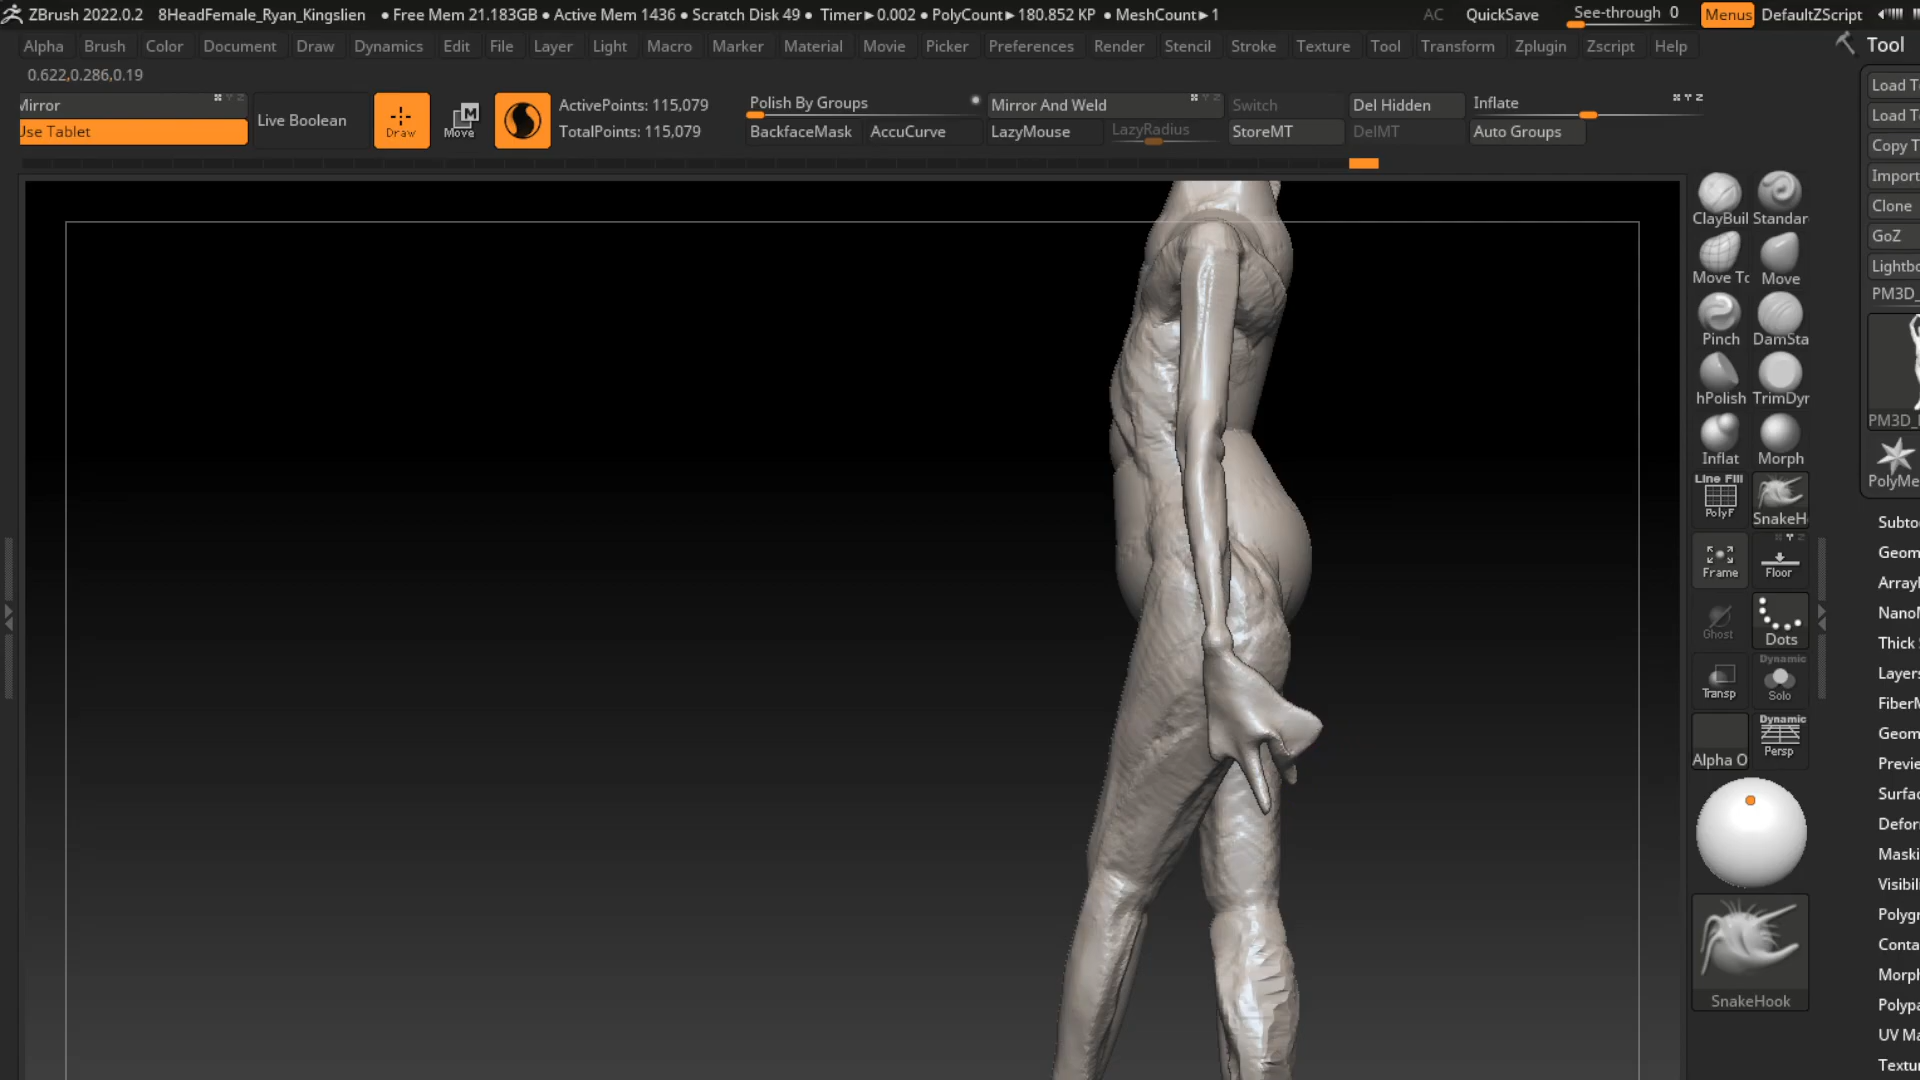 ZBrush 2022.0.2 8HeadFemale_Ryan_Kingslien • Free Mem 21.183GB • Active Mem 1436 • Scratch Disk 49 • Timer▶0.002 • PolyCount▶180.852 KP • MeshCount▶1 AC QuickSave See-through 0 Menus DefaultZScript
Alpha Brush Color Document Draw Dynamics Edit File Layer Light Macro Marker Material Movie Picker Preferences Render Stencil Stroke Texture Tool Transform Zplugin Zscript Help
Tool
0.622,0.286,0.19
Mirror
Use Tablet
Live Boolean
Draw
Move
ActivePoints: 115,079
TotalPoints: 115,079
Polish By Groups
BackfaceMask AccuCurve
Mirror And Weld
LazyMouse LazyRadius
Switch
StoreMT
Del Hidden
DelMT
Inflate
X Y Z
Auto Groups
ClayBuil Standar
Move To Move
Pinch DamSta
hPolish TrimDyn
Inflat Morph
Line Fill
PolyF SnakeH
Frame Floor
Ghost Dots
Transp Dynamic
Solo
Alpha O Dynamic
Persp
SnakeHook
Load To
Load To
Copy T
Import
Clone
GoZ
Lightbo
PM3D_
PM3D_
PolyMe
Subto
Geom
Array
NanoM
Thick
Layers
FiberM
Geom
Previe
Surfac
Defor
Maski
Visibil
Polygr
Conta
Morph
Polypa
UV Ma
Textur